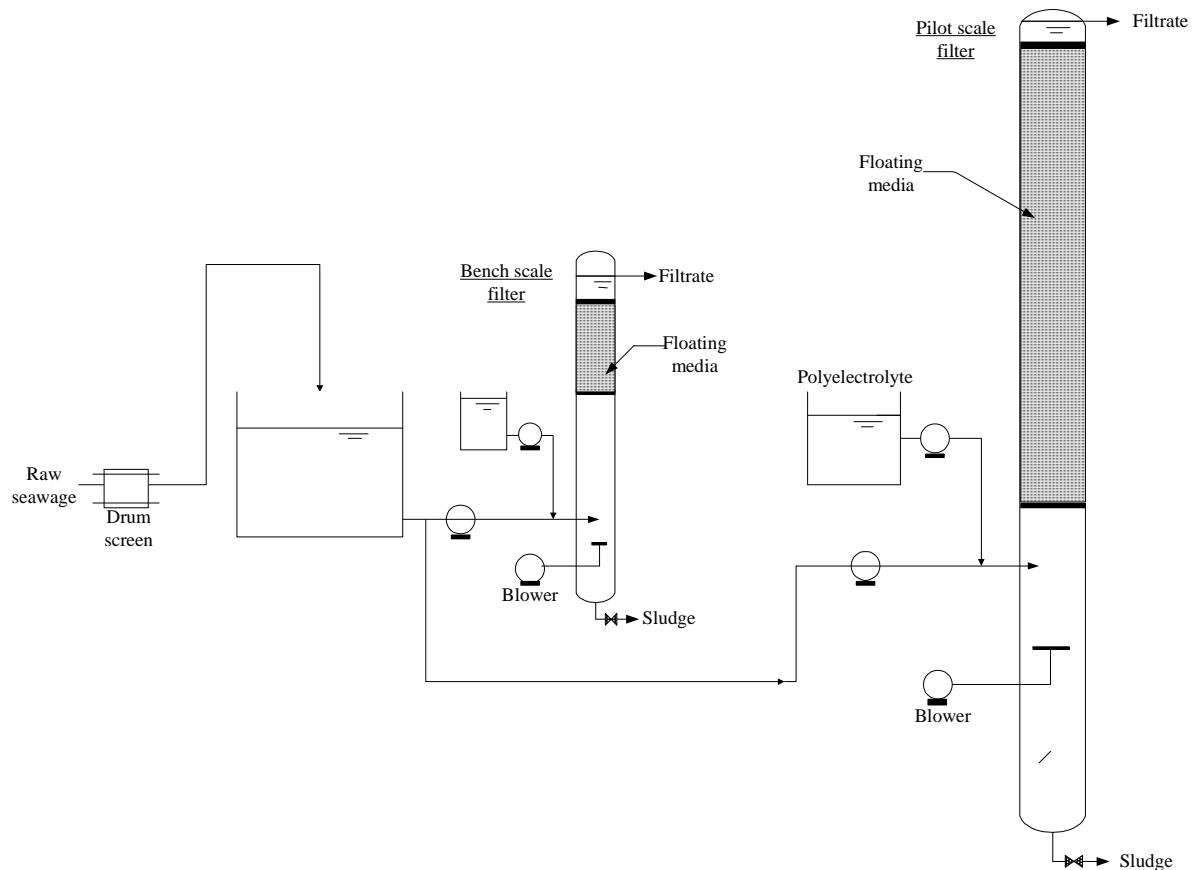 Pilot scale
filter
Filtrate
Floating
media
Bench scale
filter
Filtrate
Floating
media
Polyelectrolyte
Raw
seawage
Drum
screen
Blower
Sludge
Blower
Sludge